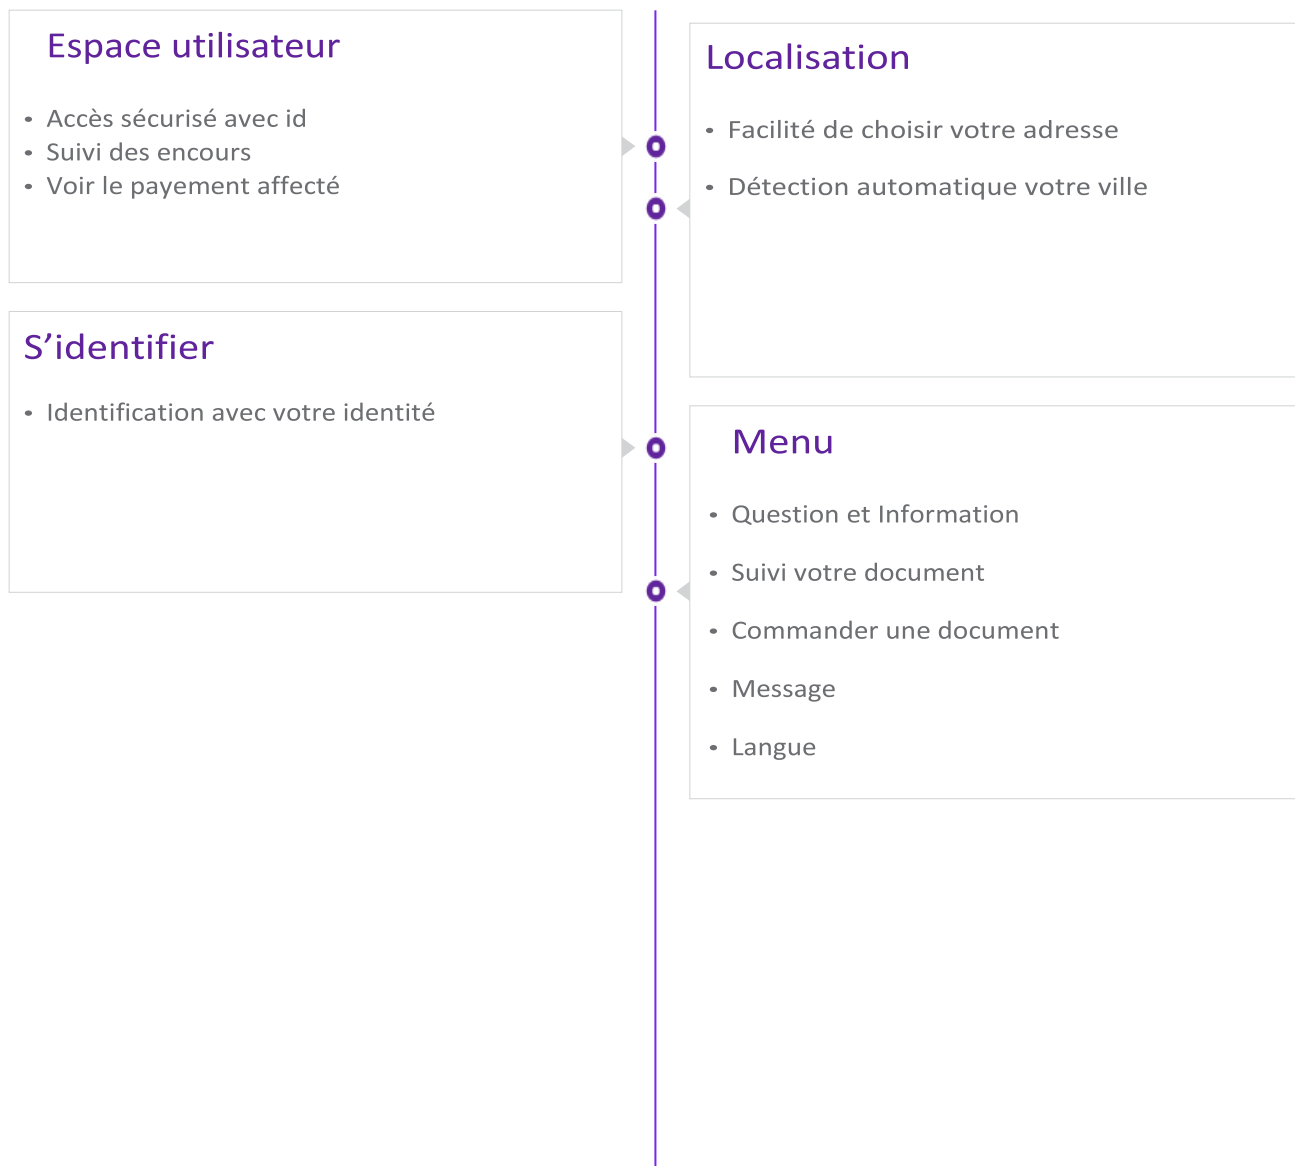 Espace utilisateur
• Accès sécurisé avec id
• Suivi des encours
• Voir le payement affecté
Localisation
• Facilité de choisir votre adresse
• Détection automatique votre ville
S’identifier
• Identification avec votre identité
Menu
• Question et Information
• Suivi votre document
• Commander une document
• Message
• Langue